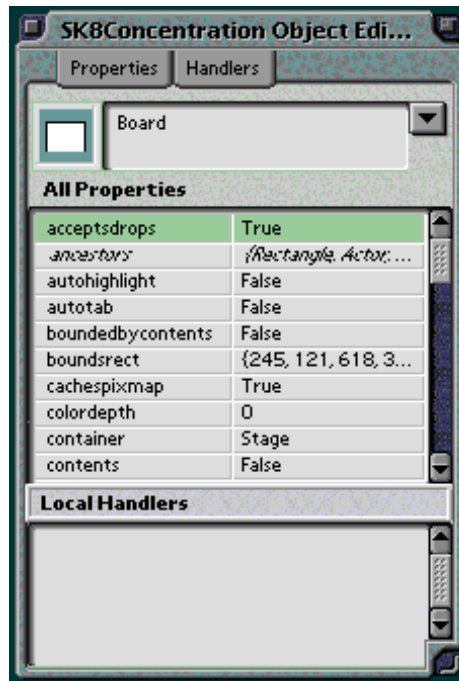 SK8Concentration Object Edi...
Properties Handlers
Board
All Properties
acceptsdrops True
ancestors {Rectangle, Actor, ...
autohighlight False
autotab False
boundedbycontents False
boundsrect {245, 121, 618, 3...
cachespixmap True
colordepth 0
container Stage
contents False
Local Handlers